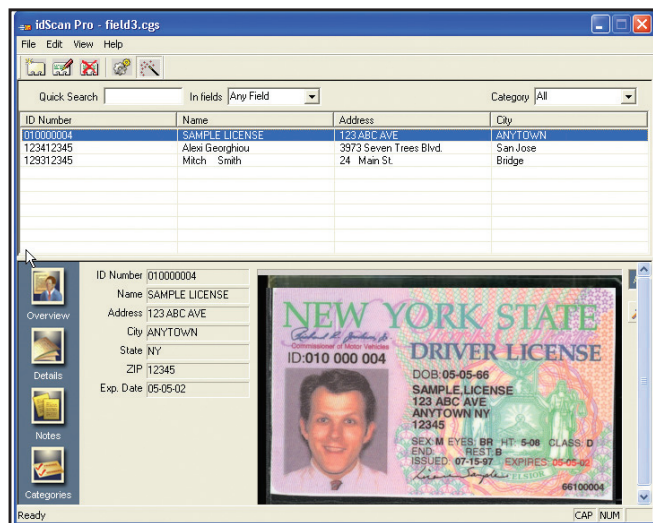 idScan Pro - field3.cgs
File Edit View Help
Quick Search In fields Any Field Category All
ID Number Name Address City
010000004 SAMPLE LICENSE 123 ABC AVE ANYTOWN
123412345 Alexi Georghiou 3973 Seven Trees Blvd. San Jose
129312345 Mitch Smith 24 Main St. Bridge
Overview
Details
Notes
Categories
ID Number 010000004
Name SAMPLE LICENSE
Address 123 ABC AVE
City ANYTOWN
State NY
ZIP 12345
Exp. Date 05-05-02
NEW YORK STATE
Commissioner of Motor Vehicles
DRIVER LICENSE
ID:010 000 004
DOB:05-05-66
SAMPLE,LICENSE
123 ABC AVE
ANYTOWN NY
12345
SEX:M EYES: BR HT: 5-08 CLASS: D
END: REST:B
ISSUED: 07-15-97 EXPIRES: 05-05-02
License Sample
ELSIOR
66100004
Ready CAP NUM